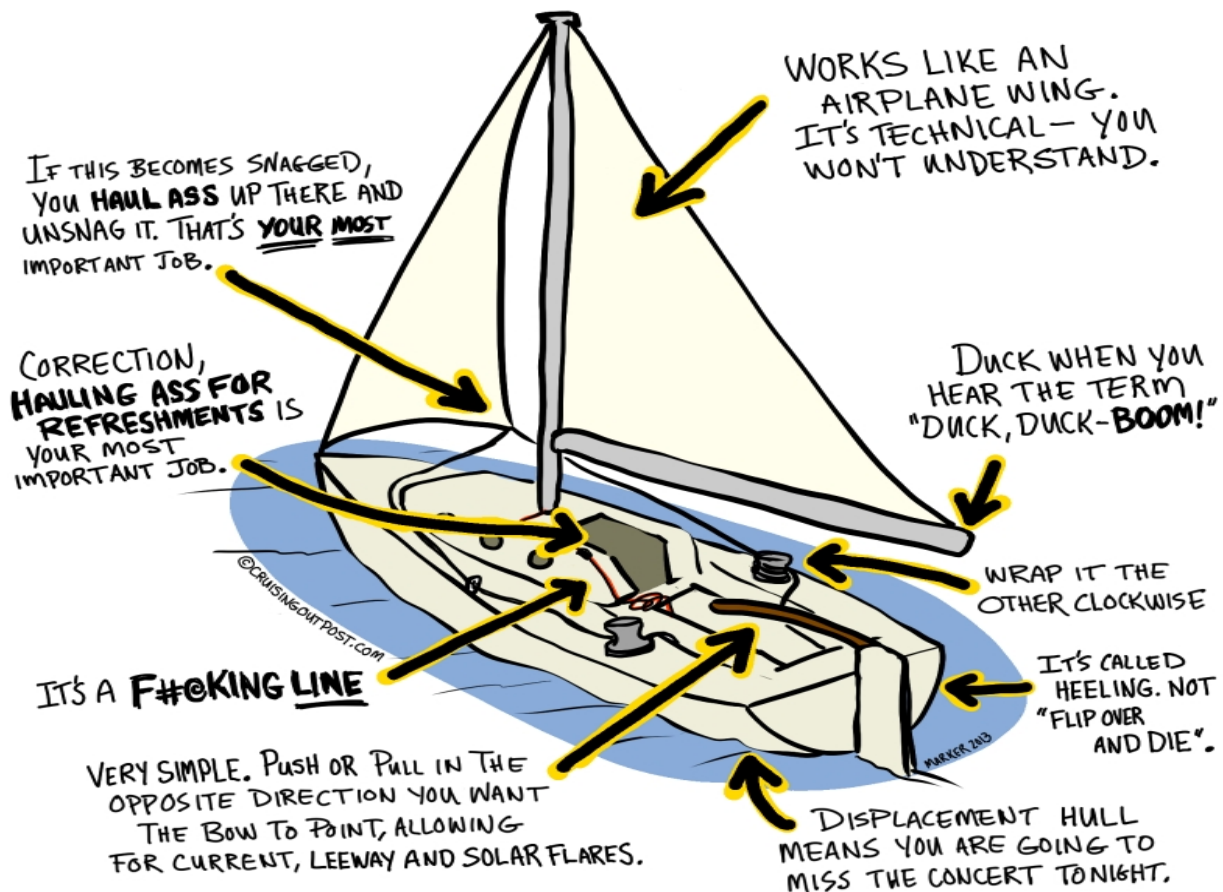 WORKS LIKE AN
AIRPLANE WING.
IT'S TECHNICAL— YOU
WON'T UNDERSTAND.
IF THIS BECOMES SNAGGED,
YOU HAUL ASS UP THERE AND
UNSNAG IT. THAT'S YOUR MOST
IMPORTANT JOB.
CORRECTION,
HAULING ASS FOR
REFRESHMENTS IS
YOUR MOST
IMPORTANT JOB.
DUCK WHEN YOU
HEAR THE TERM
"DUCK, DUCK-BOOM!"
WRAP IT THE
OTHER CLOCKWISE
©CRUISINGOUTPOST.COM
IT'S A F#@KING LINE
IT'S CALLED
HEELING. NOT
"FLIP OVER
AND DIE".
MURKER 2013
VERY SIMPLE. PUSH OR PULL IN THE
OPPOSITE DIRECTION YOU WANT
THE BOW TO POINT, ALLOWING
FOR CURRENT, LEEWAY AND SOLAR FLARES.
DISPLACEMENT HULL
MEANS YOU ARE GOING TO
MISS THE CONCERT TONIGHT.